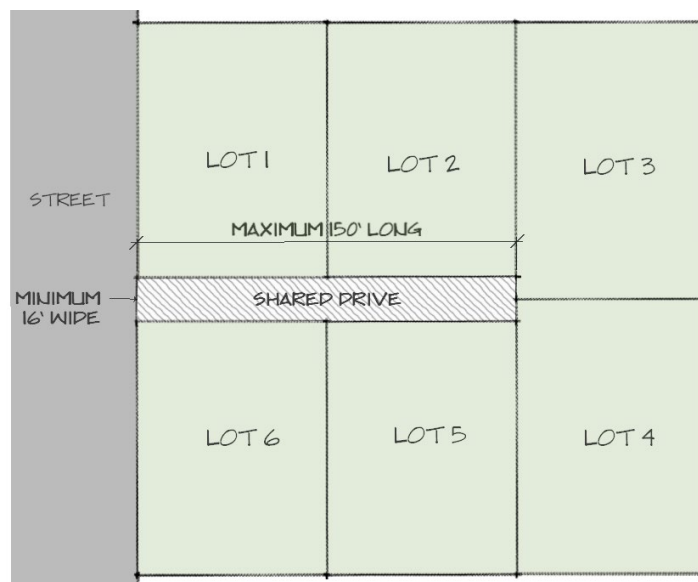 LOT 1
LOT 2
LOT 3
STREET
MAXIMUM 150' LONG
MINIMUM
16' WIDE
SHARED DRIVE
LOT 6
LOT 5
LOT 4